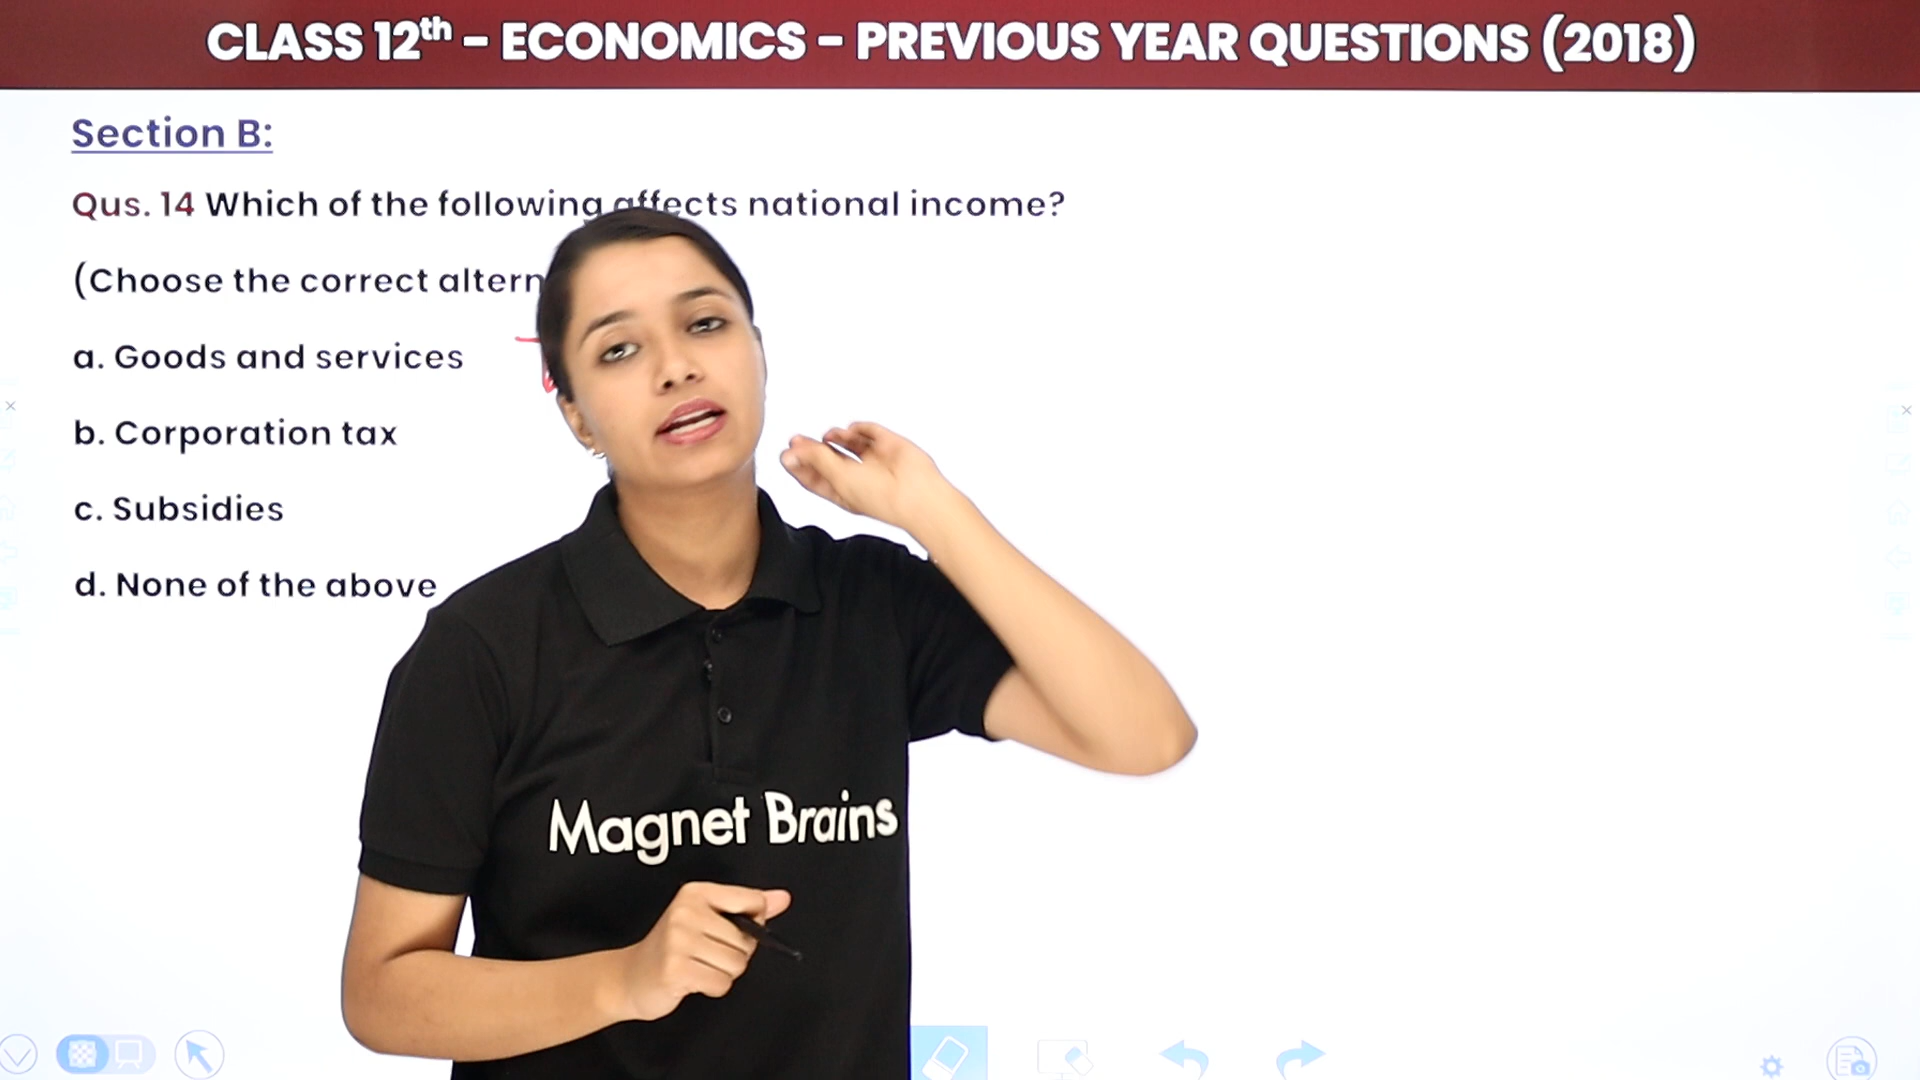 CLASS 12th - ECONOMICS - PREVIOUS YEAR QUESTIONS (2018)
Section B:
Qus. 14 Which of the following affects national income?
(Choose the correct altern
a. Goods and services
b. Corporation tax
c. Subsidies
d. None of the above
Magnet Brains